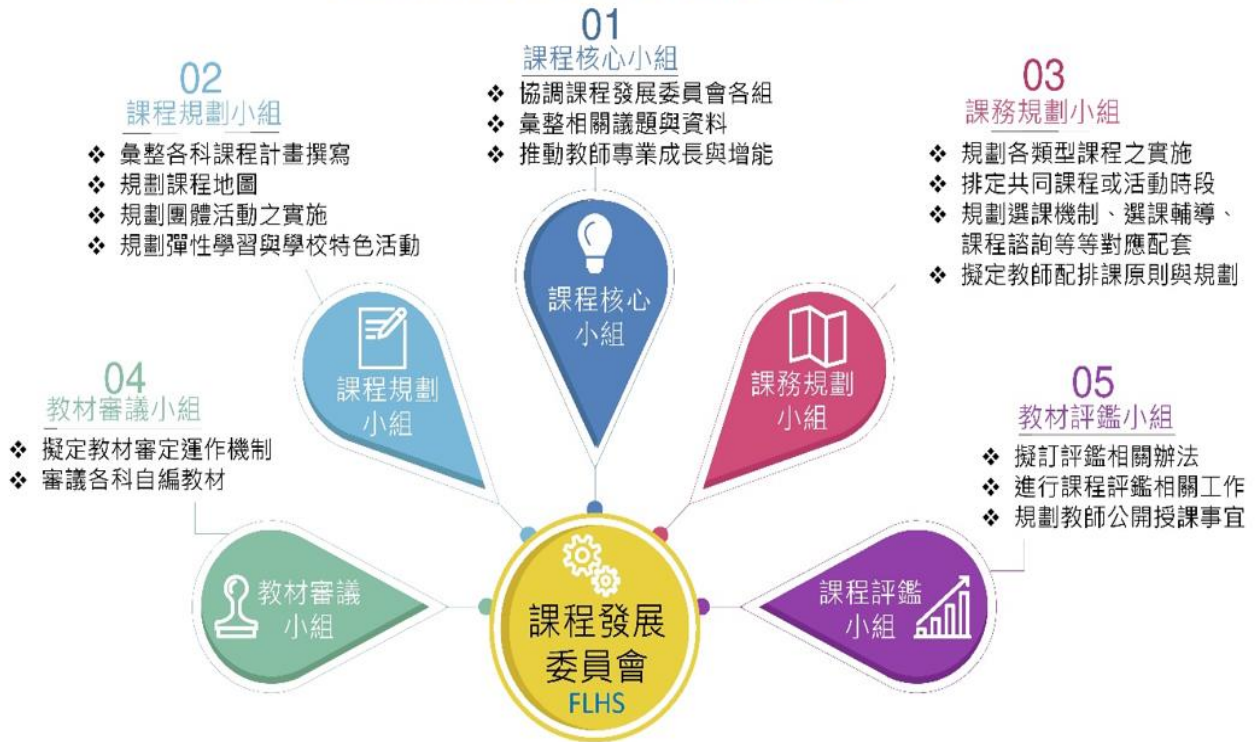 01
課程核心小組
❖ 協調課程發展委員會各組
❖ 彙整相關議題與資料
❖ 推動教師專業成長與增能
02
課程規劃小組
❖ 彙整各科課程計畫撰寫
❖ 規劃課程地圖
❖ 規劃團體活動之實施
❖ 規劃彈性學習與學校特色活動
03
課務規劃小組
❖ 規劃各類型課程之實施
❖ 排定共同課程或活動時段
❖ 規劃選課機制、選課輔導、
課程諮詢等等對應配套
❖ 擬定教師配排課原則與規劃
課程核心
小組
課程規劃
小組
課務規劃
小組
04
教材審議小組
❖ 擬定教材審定運作機制
❖ 審議各科自編教材
05
教材評鑑小組
❖ 擬訂評鑑相關辦法
❖ 進行課程評鑑相關工作
❖ 規劃教師公開授課事宜
教材審議
小組
課程發展
委員會
FLHS
課程評鑑
小組